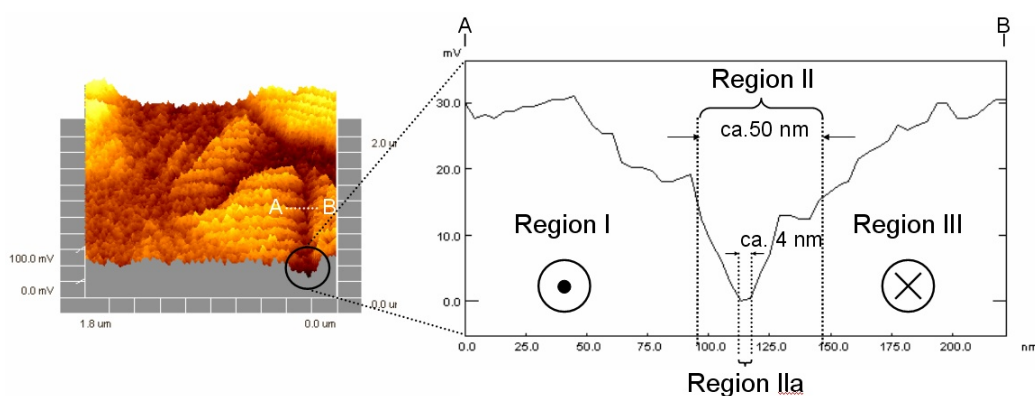 A
B
mV
Region II
30.0
ca.50 nm
2.0 ur
20.0
A
B
Region I
ca. 4 nm
Region III
10.0
100.0 mV
0.0 mV
0.0
0.0 ur
1.8 um
0.0 um
0.0
25.0
50.0
75.0
100.0
125.0
150.0
175.0
200.0
nm
Region IIa